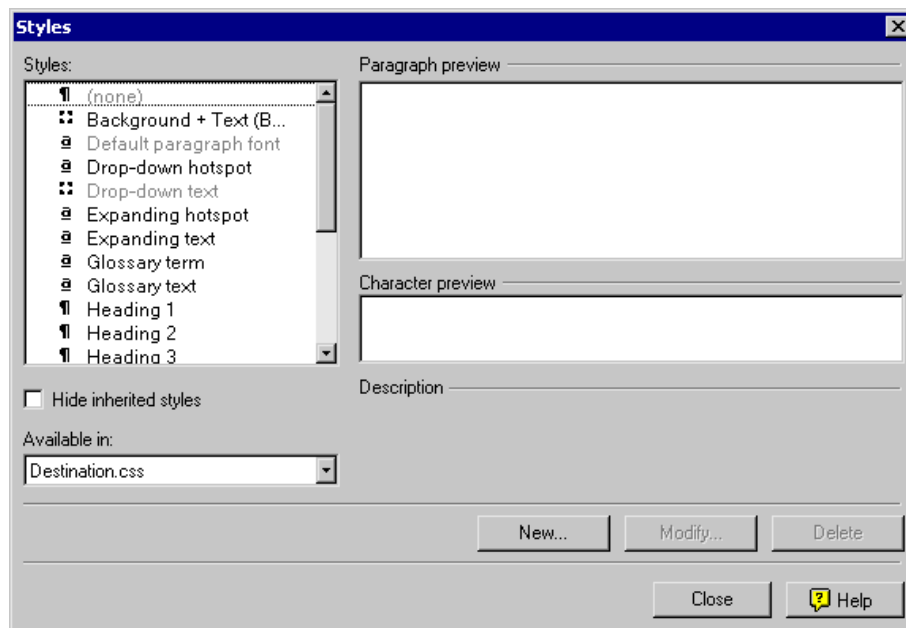 Styles
Styles:
(none)
Background + Text (B...
Default paragraph font
Drop-down hotspot
Drop-down text
Expanding hotspot
Expanding text
Glossary term
Glossary text
Heading 1
Heading 2
Heading 3
Hide inherited styles
Available in:
Destination.css
Paragraph preview
Character preview
Description
New...
Modify...
Delete
Close
Help